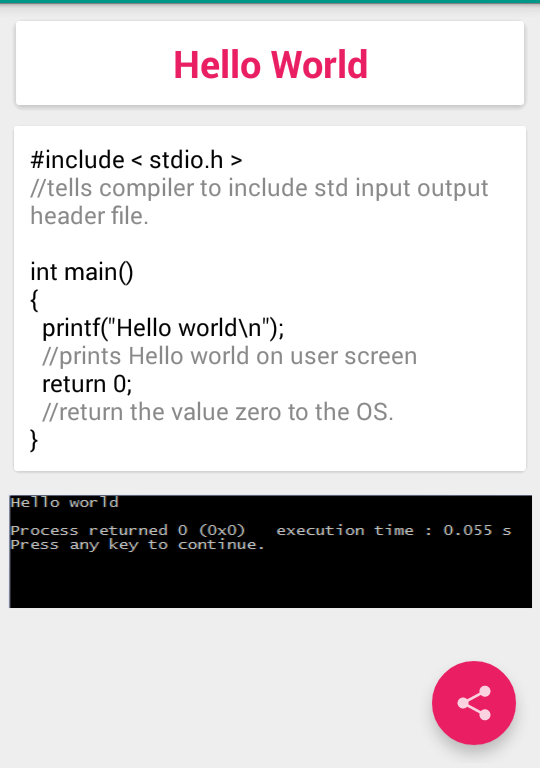 Hello World
#include < stdio.h >
//tells compiler to include std input output
header file.
int main()
{
printf("Hello world\n");
//prints Hello world on user screen
return 0;
//return the value zero to the OS.
}
Hello world
Process returned 0 (0x0)   execution time : 0.055 s
Press any key to continue.